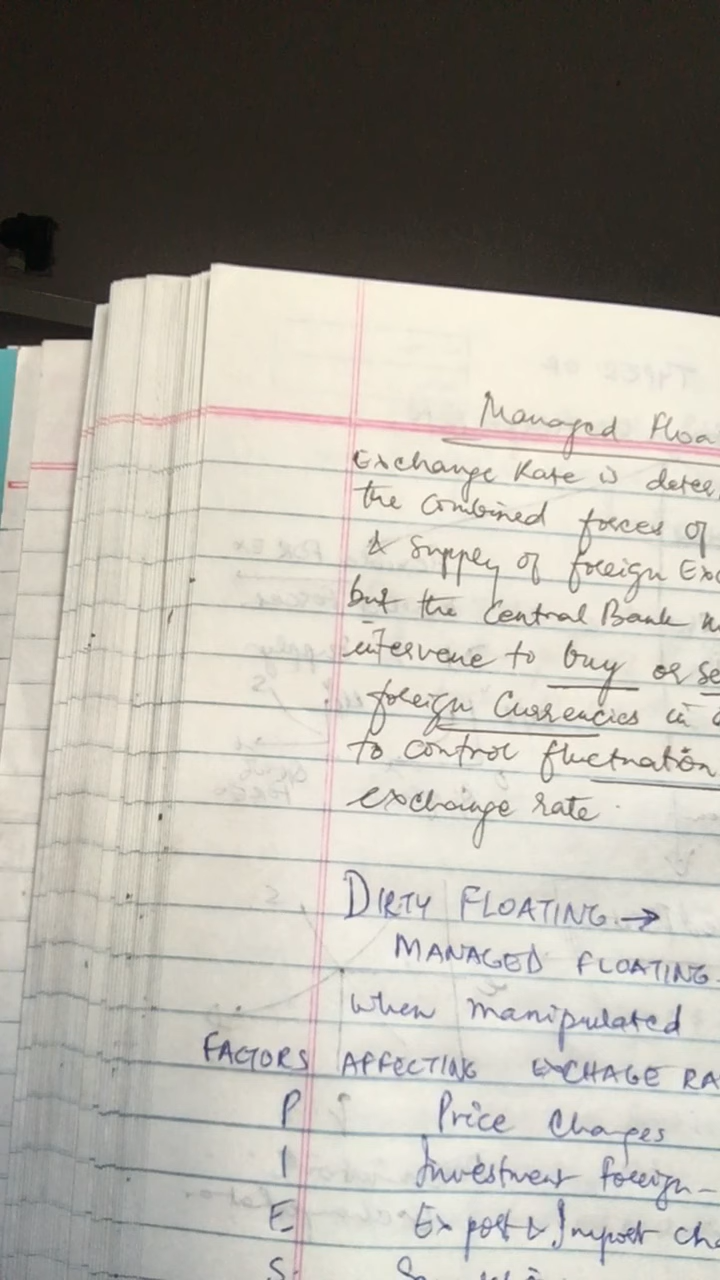 Managed Floa
Exchange Rate is deter
the combined forces of
& supply of foreign Exc
but the Central Bank
intervene to buy or se
foreign Currencies in
to control fluctuation
exchange rate.
DIRTY FLOATING →
MANAGED FLOATING
when manipulated
FACTORS AFFECTING EXCHAGE RA
P Price Changes
I Investment foreign-
E Export & Import cha
S